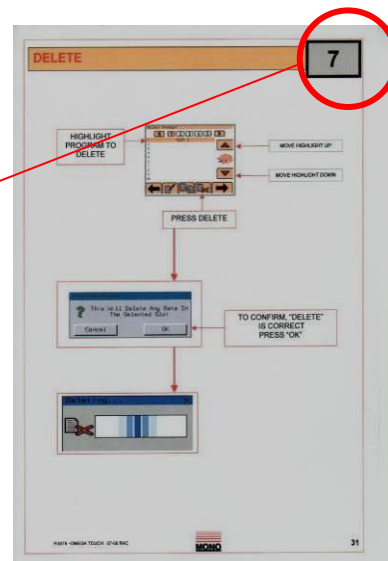 DELETE
7
HIGHLIGHT
PROGRAM TO
DELETE
MOVE HIGHLIGHT UP
MOVE HIGHLIGHT DOWN
PRESS DELETE
This Will Delete Any Data In
The Selected Slot
Cancel
OK
TO CONFIRM, "DELETE"
IS CORRECT
PRESS "OK"
Deleting...
MONO
31